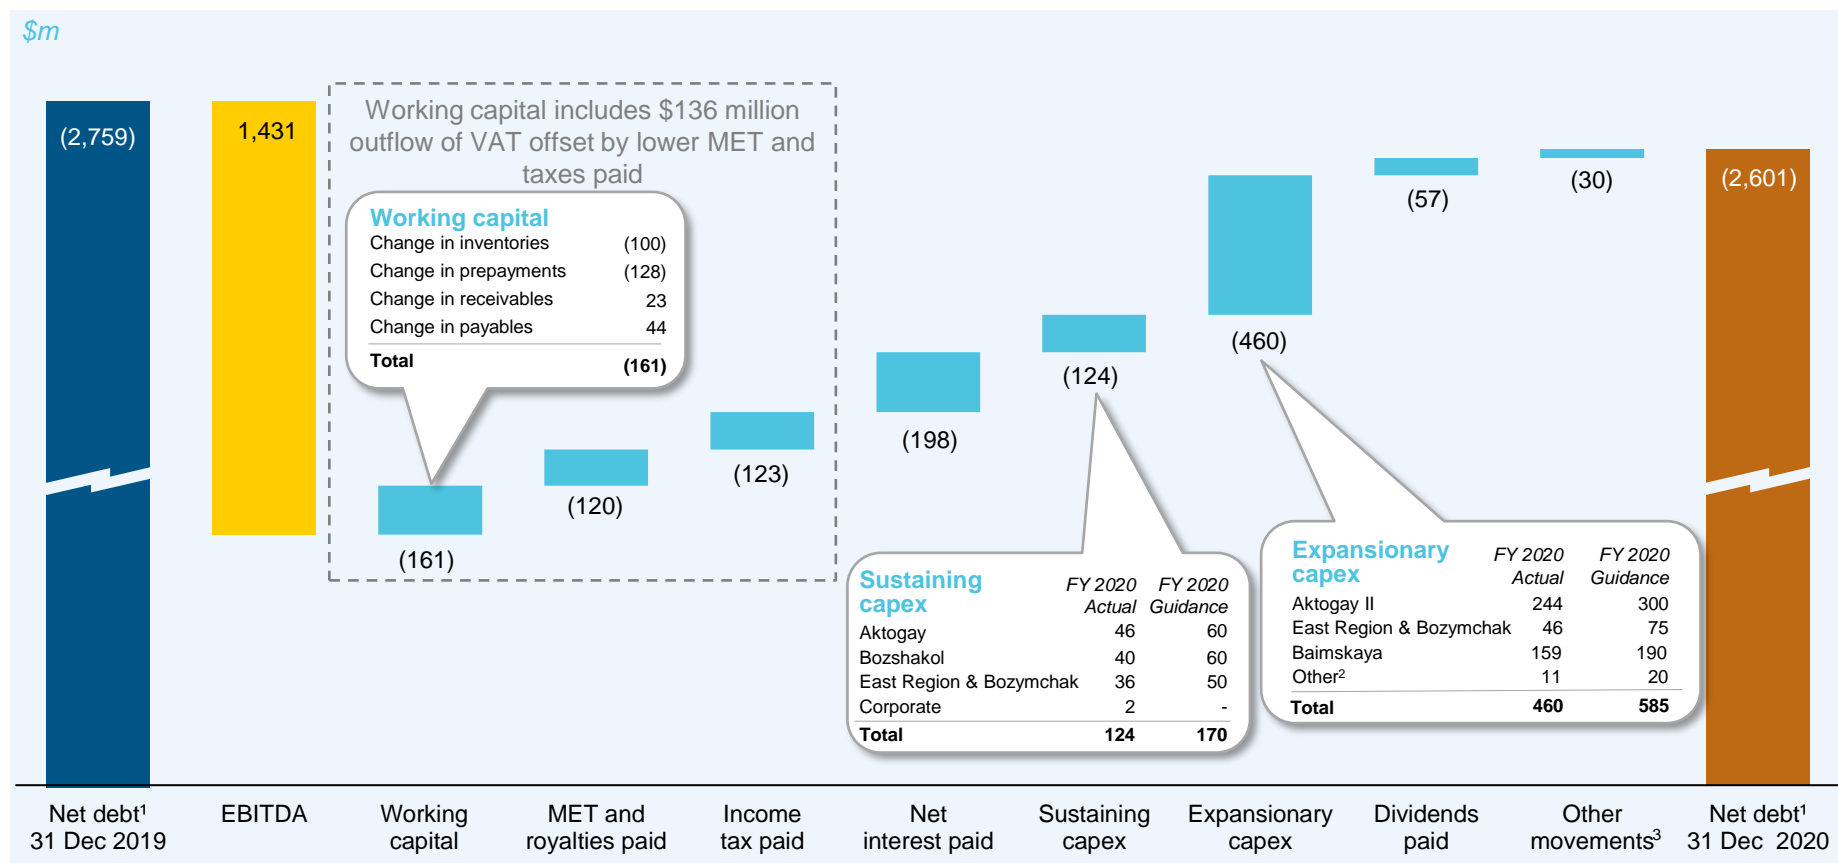 $m
(2,759)
1,431
Working capital includes $136 million
outflow of VAT offset by lower MET and
taxes paid
Working capital
Change in inventories (100)
Change in prepayments (128)
Change in receivables 23
Change in payables 44
Total (161)
(161)
(120)
(123)
(198)
(124)
(460)
(57)
(30)
(2,601)
Sustaining
capex
FY 2020
Actual
FY 2020
Guidance
Aktogay 46 60
Bozshakol 40 60
East Region & Bozymchak 36 50
Corporate 2 -
Total 124 170
Expansionary
capex
FY 2020
Actual
FY 2020
Guidance
Aktogay II 244 300
East Region & Bozymchak 46 75
Baimskaya 159 190
Other² 11 20
Total 460 585
Net debt¹
31 Dec 2019
EBITDA
Working
capital
MET and
royalties paid
Income
tax paid
Net
interest paid
Sustaining
capex
Expansionary
capex
Dividends
paid
Other
movements³
Net debt¹
31 Dec 2020